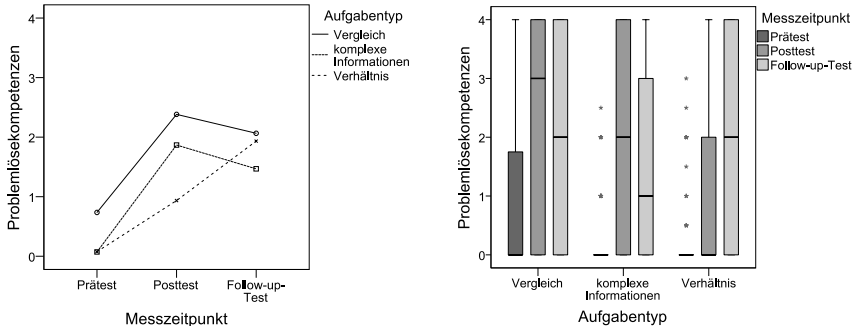 Problemlösekompetenzen
4
3
2
1
0
Prätest
Posttest
Follow-up-
Test
Messzeitpunkt
Aufgabentyp
Vergleich
komplexe
Informationen
Verhältnis
Problemlösekompetenzen
4
3
2
1
0
Vergleich
komplexe
Informationen
Verhältnis
Aufgabentyp
Messzeitpunkt
Prätest
Posttest
Follow-up-Test